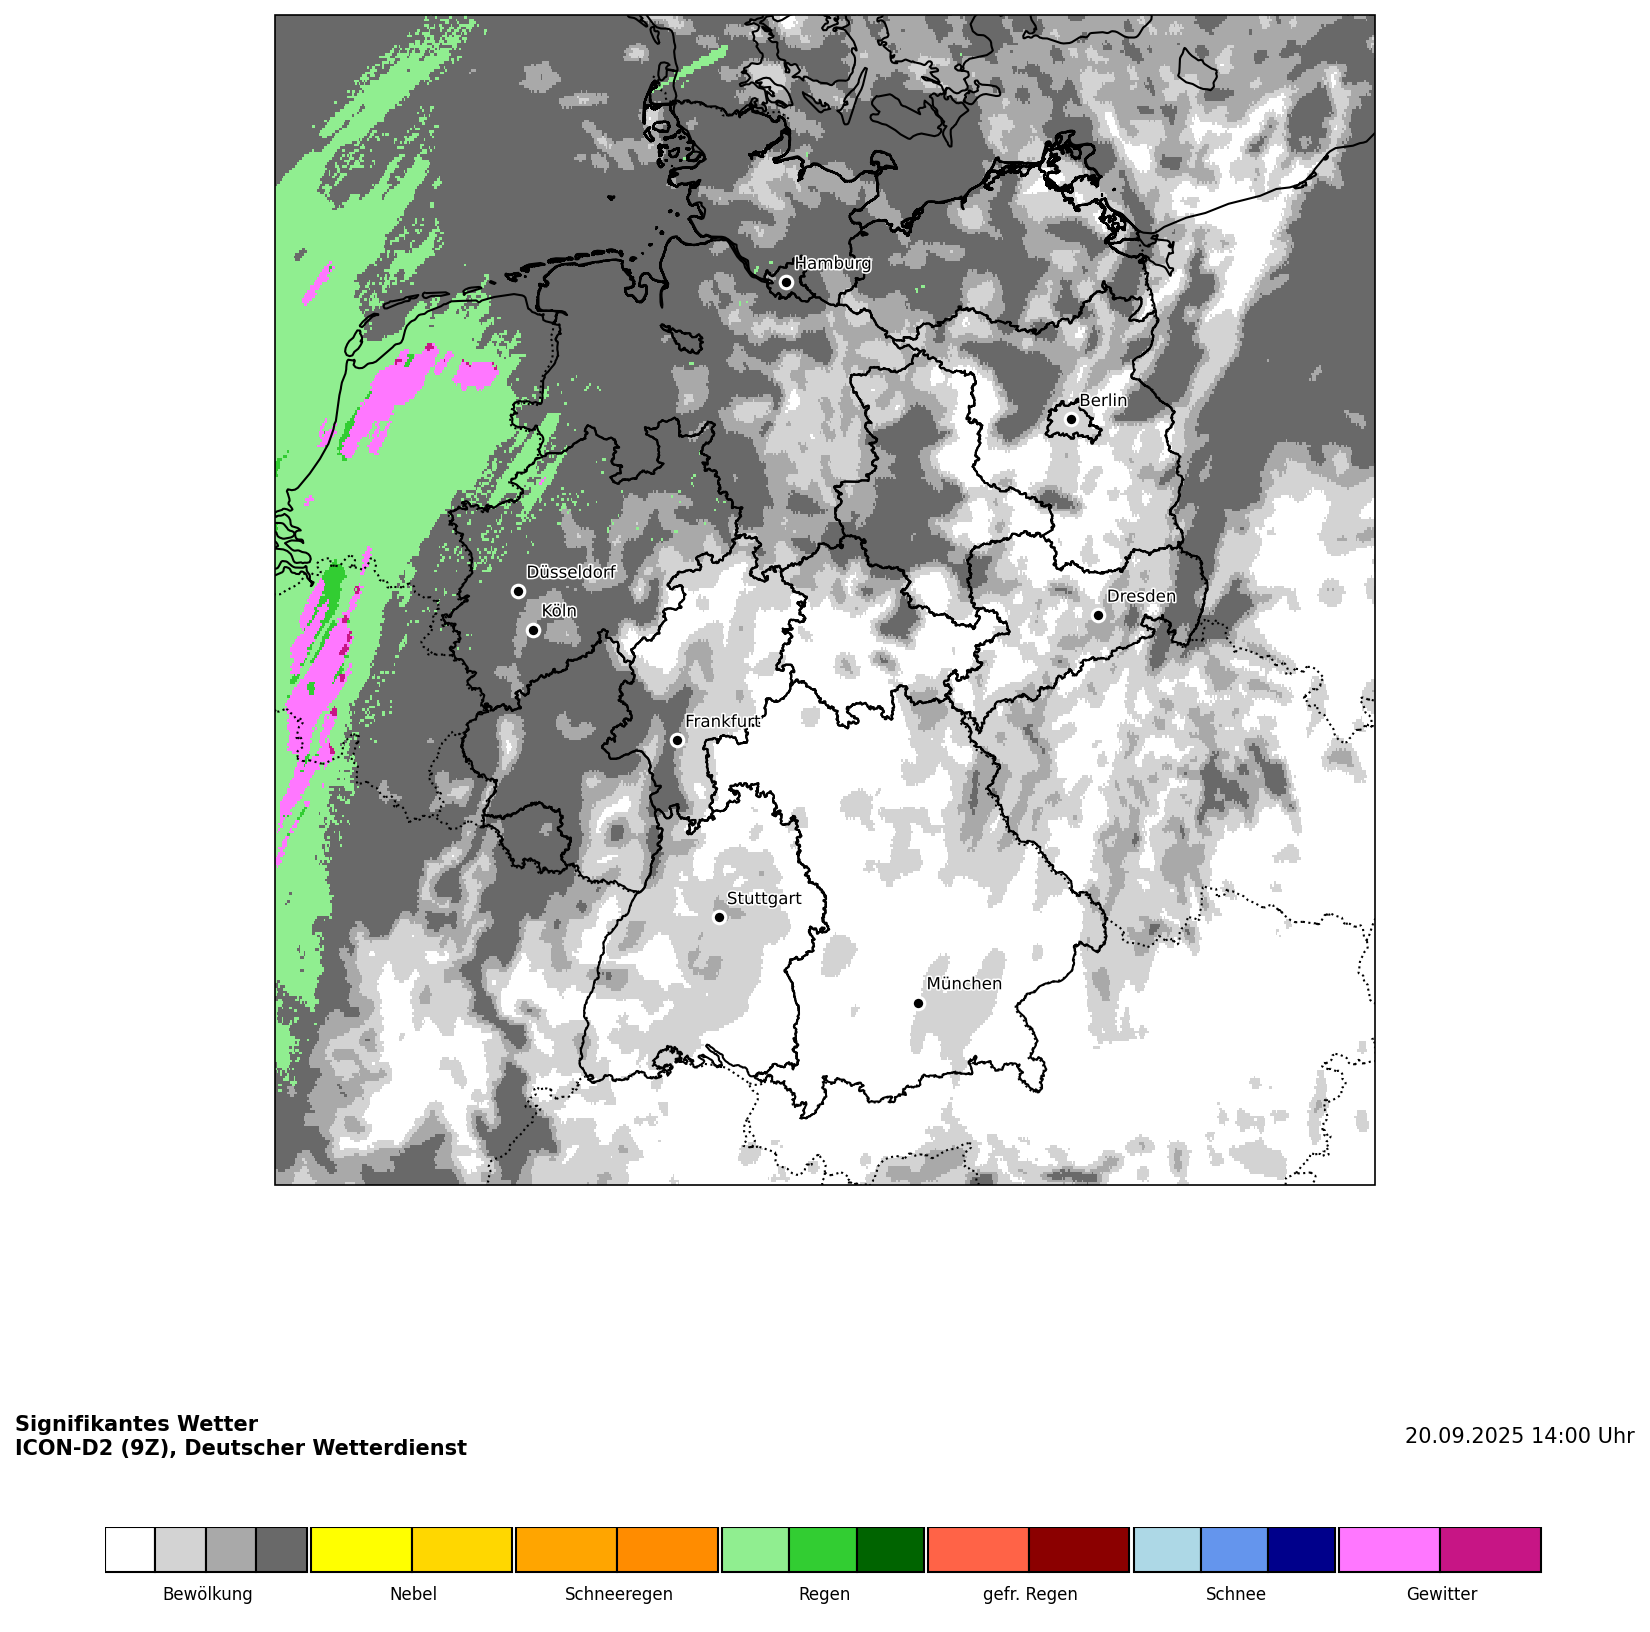 Hamburg
Berlin
Düsseldorf
Köln
Dresden
Frankfurt
Stuttgart
München
Signifikantes Wetter
ICON-D2 (9Z), Deutscher Wetterdienst
20.09.2025 14:00 Uhr
Bewölkung
Nebel
Schneeregen
Regen
gefr. Regen
Schnee
Gewitter